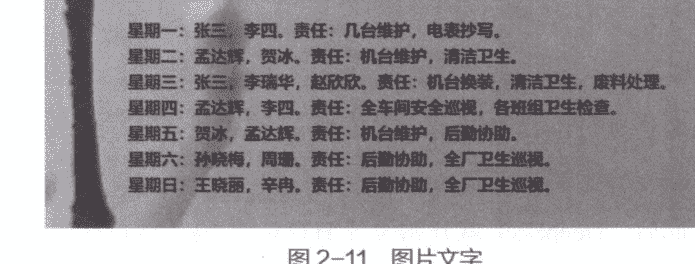 星期一：张三，李四。责任：几台维护，电表抄写。
星期二：孟达辉，贺冰。责任：机台维护，清洁卫生。
星期三：张三，李瑞华，赵欣欣。责任：机台换装，清洁卫生，废料处理。
星期四：孟达辉，李四。责任：全车间安全巡视，各班组卫生检查。
星期五：贺冰，孟达辉。责任：机台维护，后勤协助。
星期六：孙晓梅，周珊。责任：后勤协助，全厂卫生巡视。
星期日：王晓丽，辛冉。责任：后勤协助，全厂卫生巡视。
图 2-11 图片文字